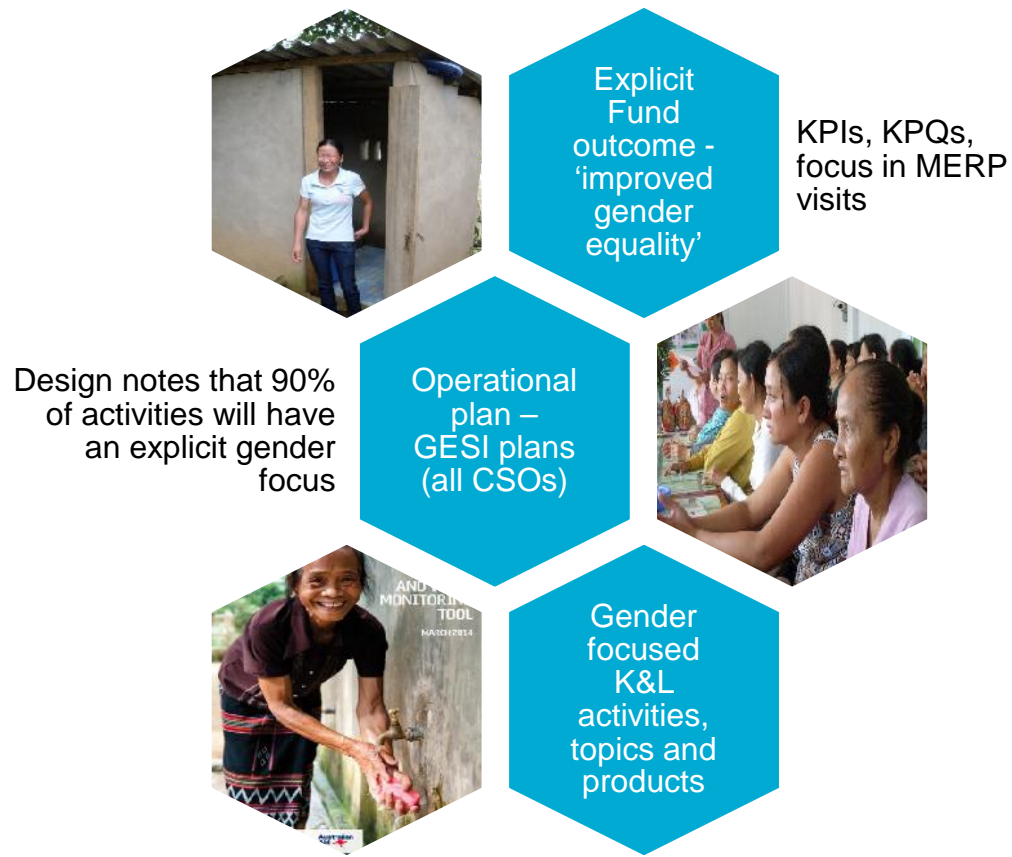 Explicit
Fund
outcome -
‘improved
gender
equality’
KPIs, KPQs,
focus in MERP
visits
Design notes that 90%
of activities will have
an explicit gender
focus
Operational
plan –
GESI plans
(all CSOs)
AND
MONITORING
TOOL
MARCH 2014
Gender
focused
K&L
activities,
topics and
products
Australian